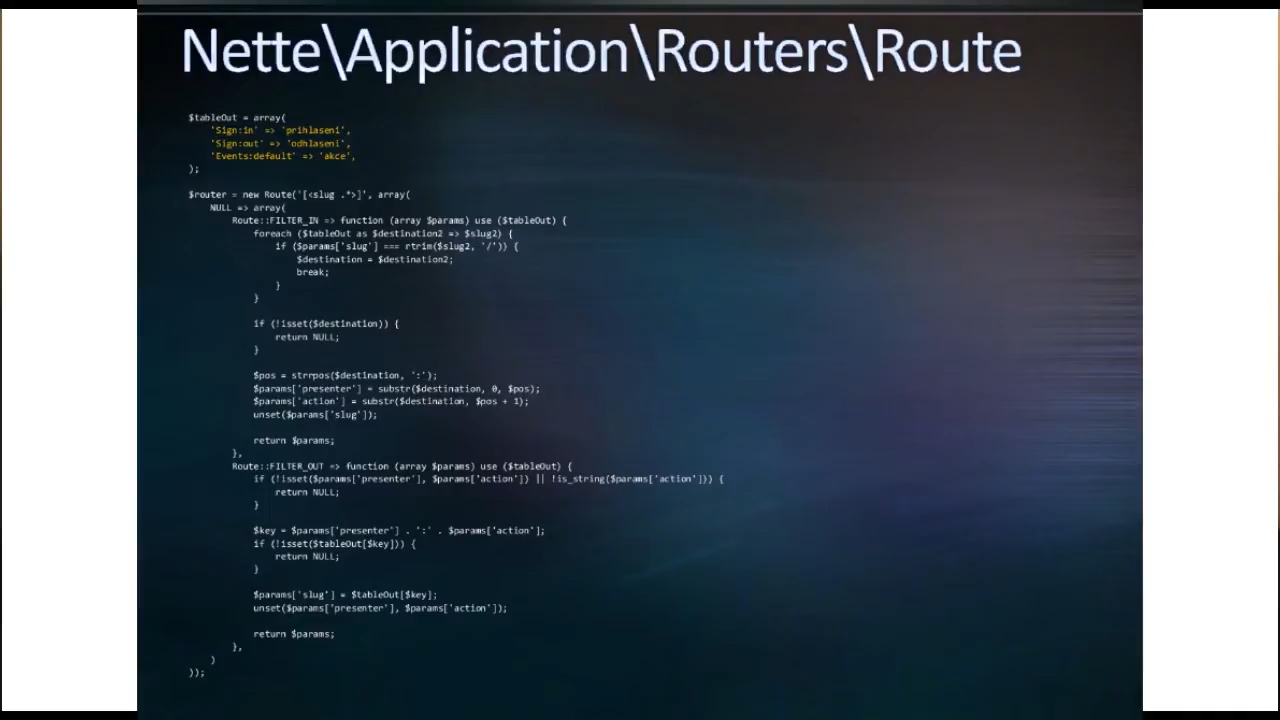 Nette\Application\Routers\Route
$tableOut = array(
'Sign:in' => 'prihlaseni',
'Sign:out' => 'odhlaseni',
'Events:default' => 'akce',
);
$router = new Route('[<slug .*>]', array(
NULL => array(
Route::FILTER_IN => function (array $params) use ($tableOut) {
foreach ($tableOut as $destination2 => $slug2) {
if ($params['slug'] === rtrim($slug2, '/')) {
$destination = $destination2;
break;
}
}
if (!isset($destination)) {
return NULL;
}
$pos = strrpos($destination, ':');
$params['presenter'] = substr($destination, 0, $pos);
$params['action'] = substr($destination, $pos + 1);
unset($params['slug']);
return $params;
},
Route::FILTER_OUT => function (array $params) use ($tableOut) {
if (!isset($params['presenter'], $params['action']) || !is_string($params['action'])) {
return NULL;
}
$key = $params['presenter'] . ':' . $params['action'];
if (!isset($tableOut[$key])) {
return NULL;
}
$params['slug'] = $tableOut[$key];
unset($params['presenter'], $params['action']);
return $params;
},
)
));